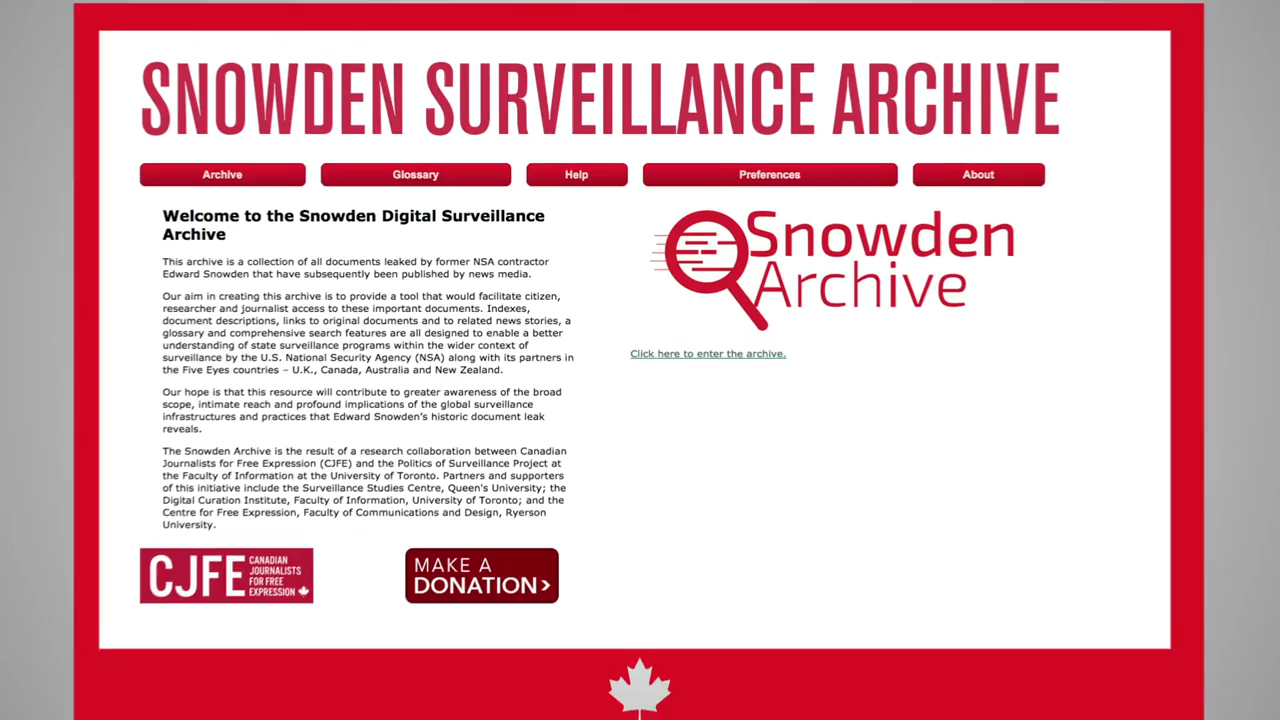 SNOWDEN SURVEILLANCE ARCHIVE
Archive
Glossary
Help
Preferences
About
Welcome to the Snowden Digital Surveillance
Archive
This archive is a collection of all documents leaked by former NSA contractor
Edward Snowden that have subsequently been published by news media.
Our aim in creating this archive is to provide a tool that would facilitate citizen,
researcher and journalist access to these important documents. Indexes,
document descriptions, links to original documents and to related news stories, a
glossary and comprehensive search features are all designed to enable a better
understanding of state surveillance programs within the wider context of
surveillance by the U.S. National Security Agency (NSA) along with its partners in
the Five Eyes countries – U.K., Canada, Australia and New Zealand.
Our hope is that this resource will contribute to greater awareness of the broad
scope, intimate reach and profound implications of the global surveillance
infrastructures and practices that Edward Snowden’s historic document leak
reveals.
The Snowden Archive is the result of a research collaboration between Canadian
Journalists for Free Expression (CJFE) and the Politics of Surveillance Project at
the Faculty of Information at the University of Toronto. Partners and supporters
of this initiative include the Surveillance Studies Centre, Queen's University; the
Digital Curation Institute, Faculty of Information, University of Toronto; and the
Centre for Free Expression, Faculty of Communications and Design, Ryerson
University.
Snowden
Archive
Click here to enter the archive.
CJFE
CANADIAN
JOURNALISTS
FOR FREE
EXPRESSION
MAKE A
DONATION>